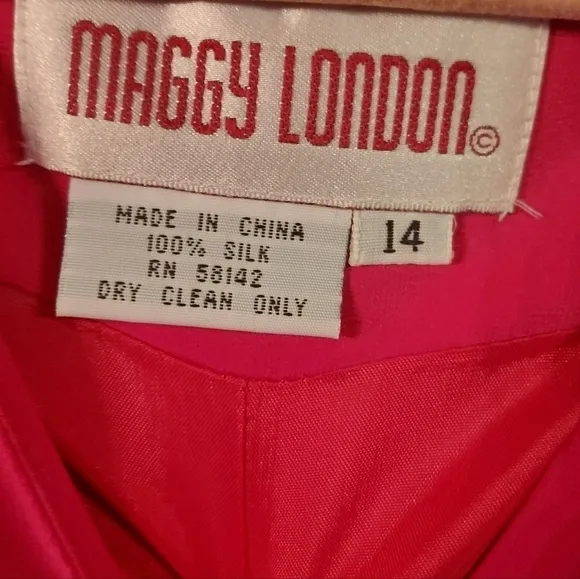 MAGGY LONDON©
MADE IN CHINA
100% SILK
RN 58142
DRY CLEAN ONLY
14